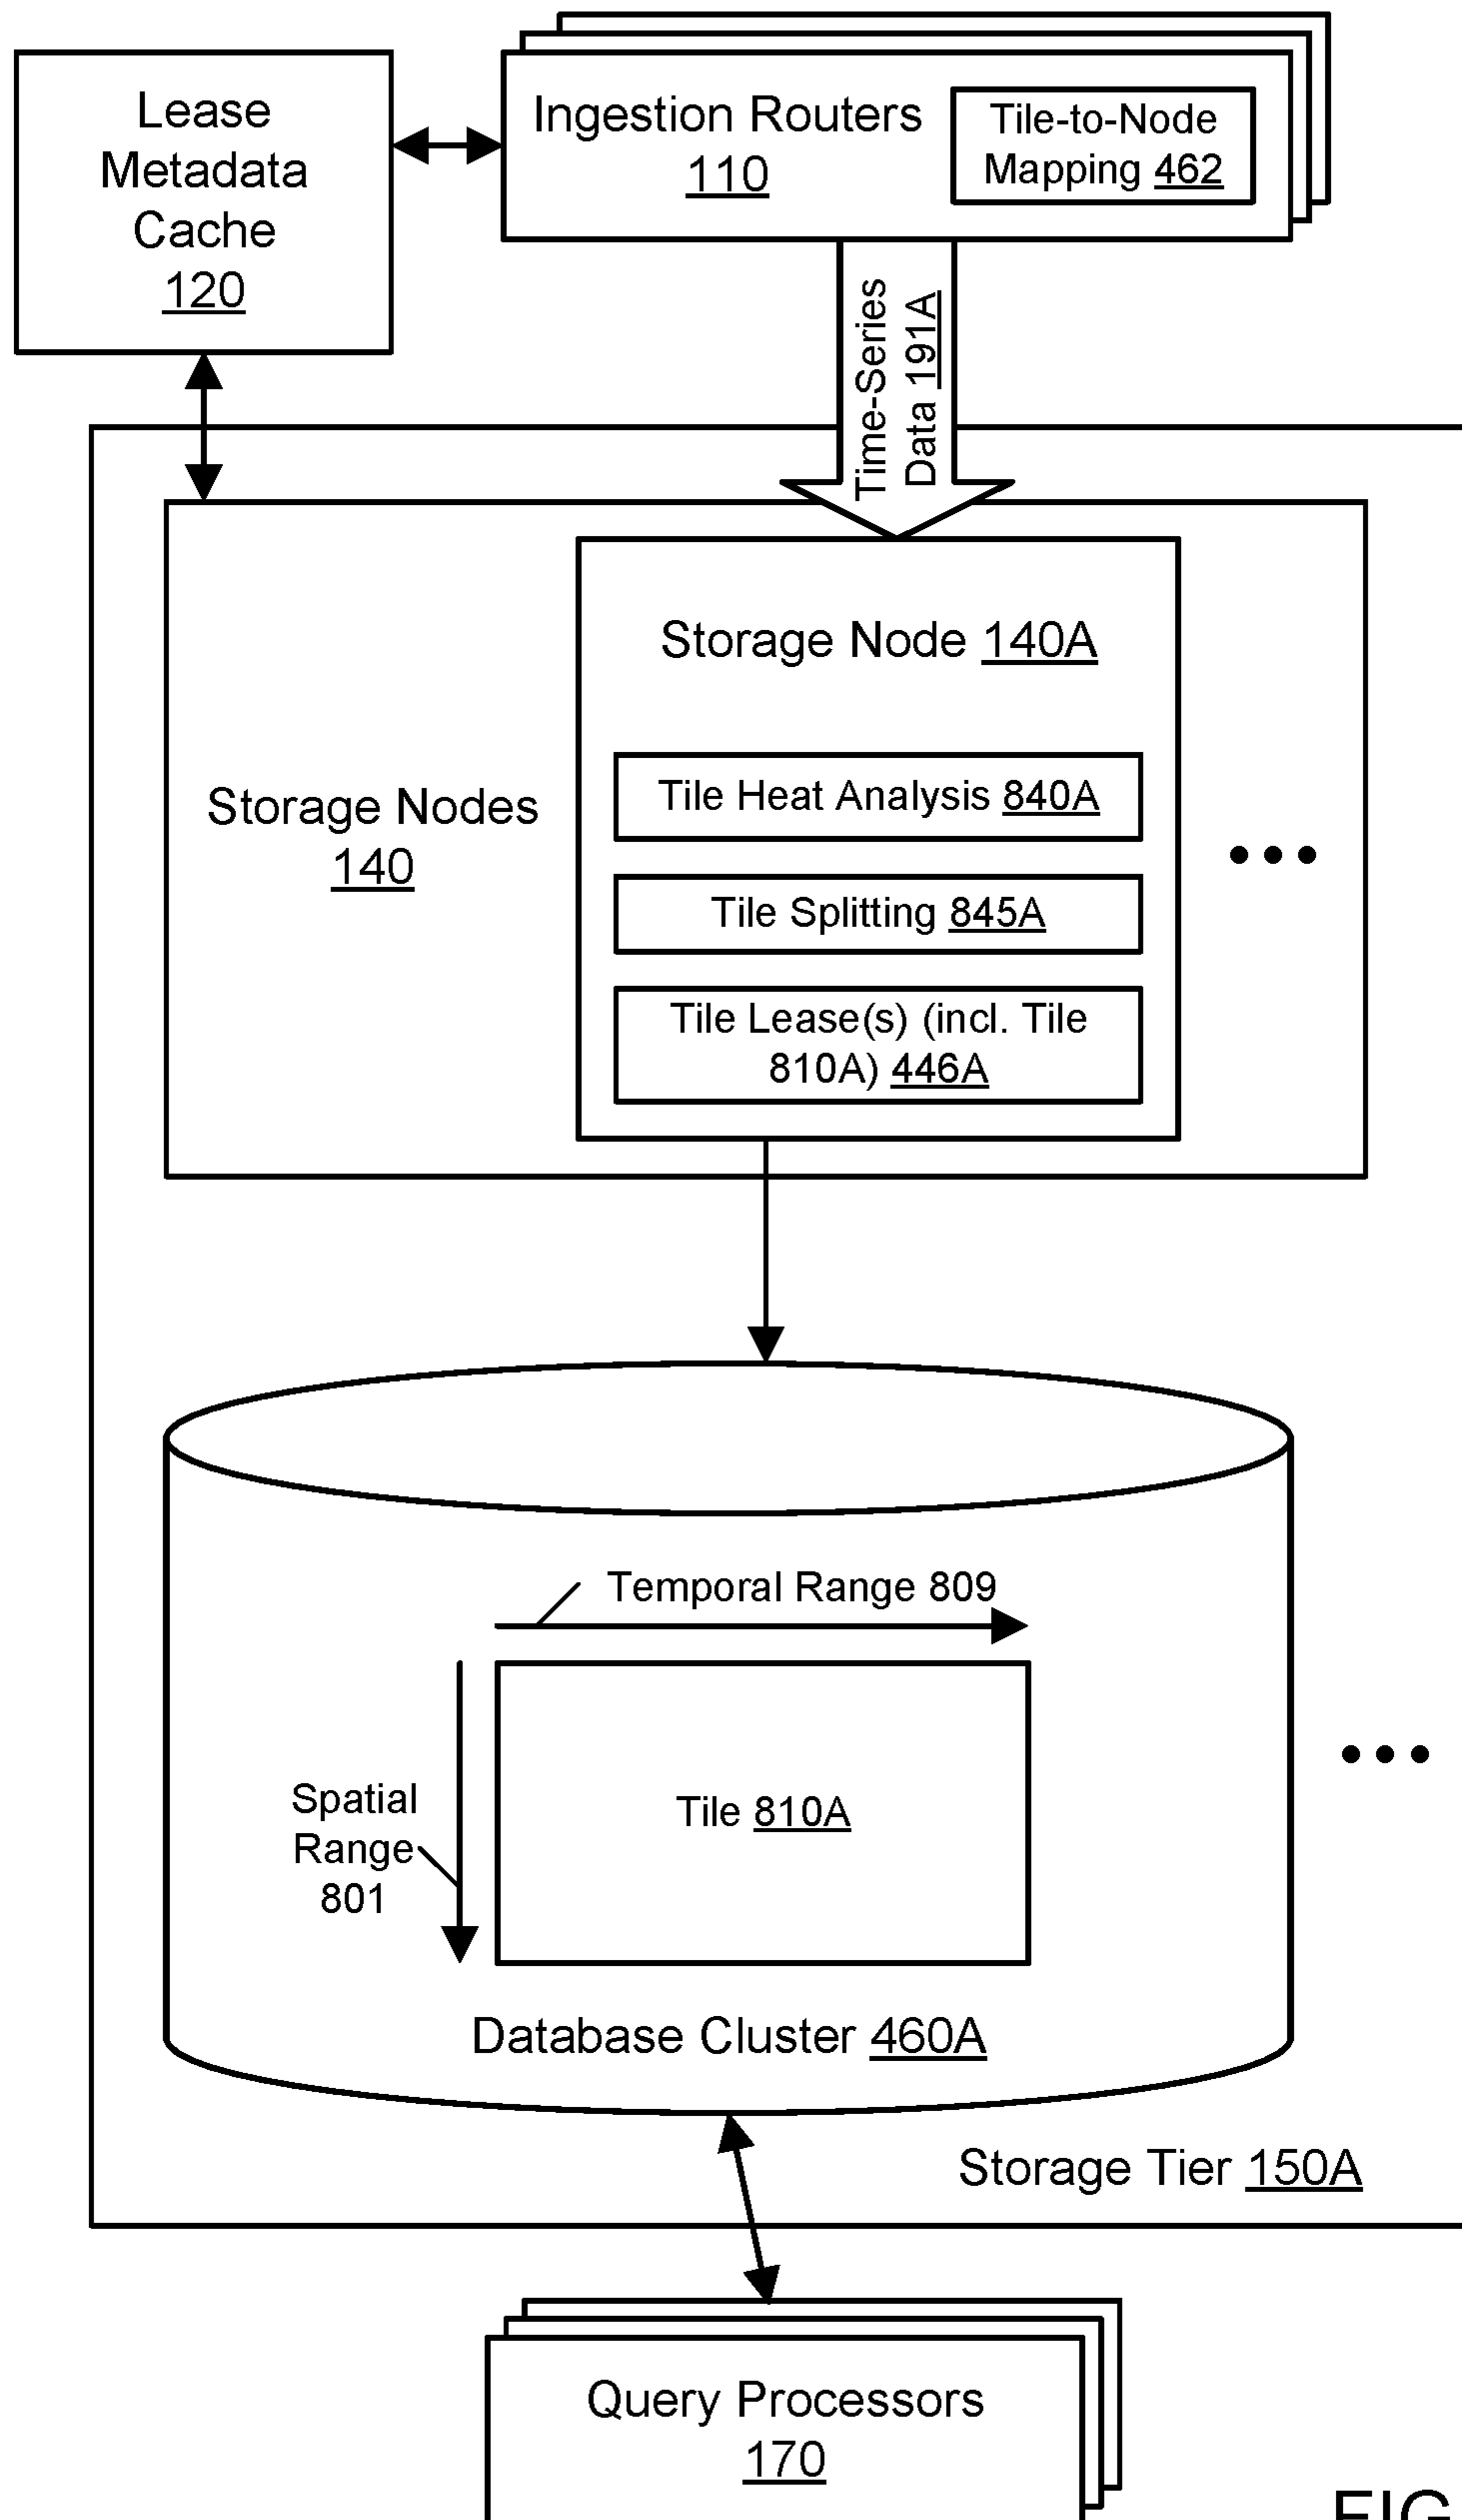 Lease
Metadata
Cache
120
Ingestion Routers
110
Tile-to-Node
Mapping 462
Time-Series
Data 191A
Storage Node 140A
Storage Nodes
140
Tile Heat Analysis 840A
Tile Splitting 845A
Tile Lease(s) (incl. Tile
810A) 446A
Temporal Range 809
Spatial
Range
801
Tile 810A
Database Cluster 460A
Storage Tier 150A
Query Processors
170
FIG